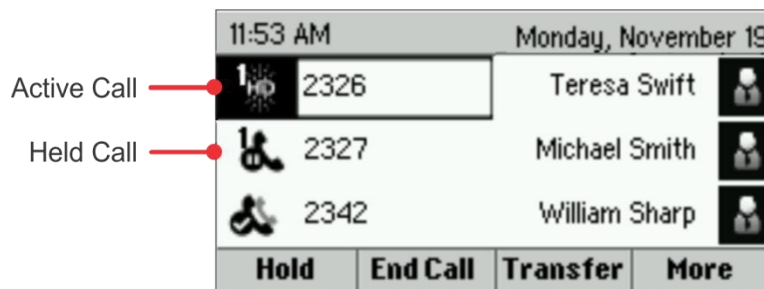 11:53 AM Monday, November 19
Active Call 1 HD 2326 Teresa Swift
Held Call 1 2327 Michael Smith
2342 William Sharp
Hold End Call Transfer More